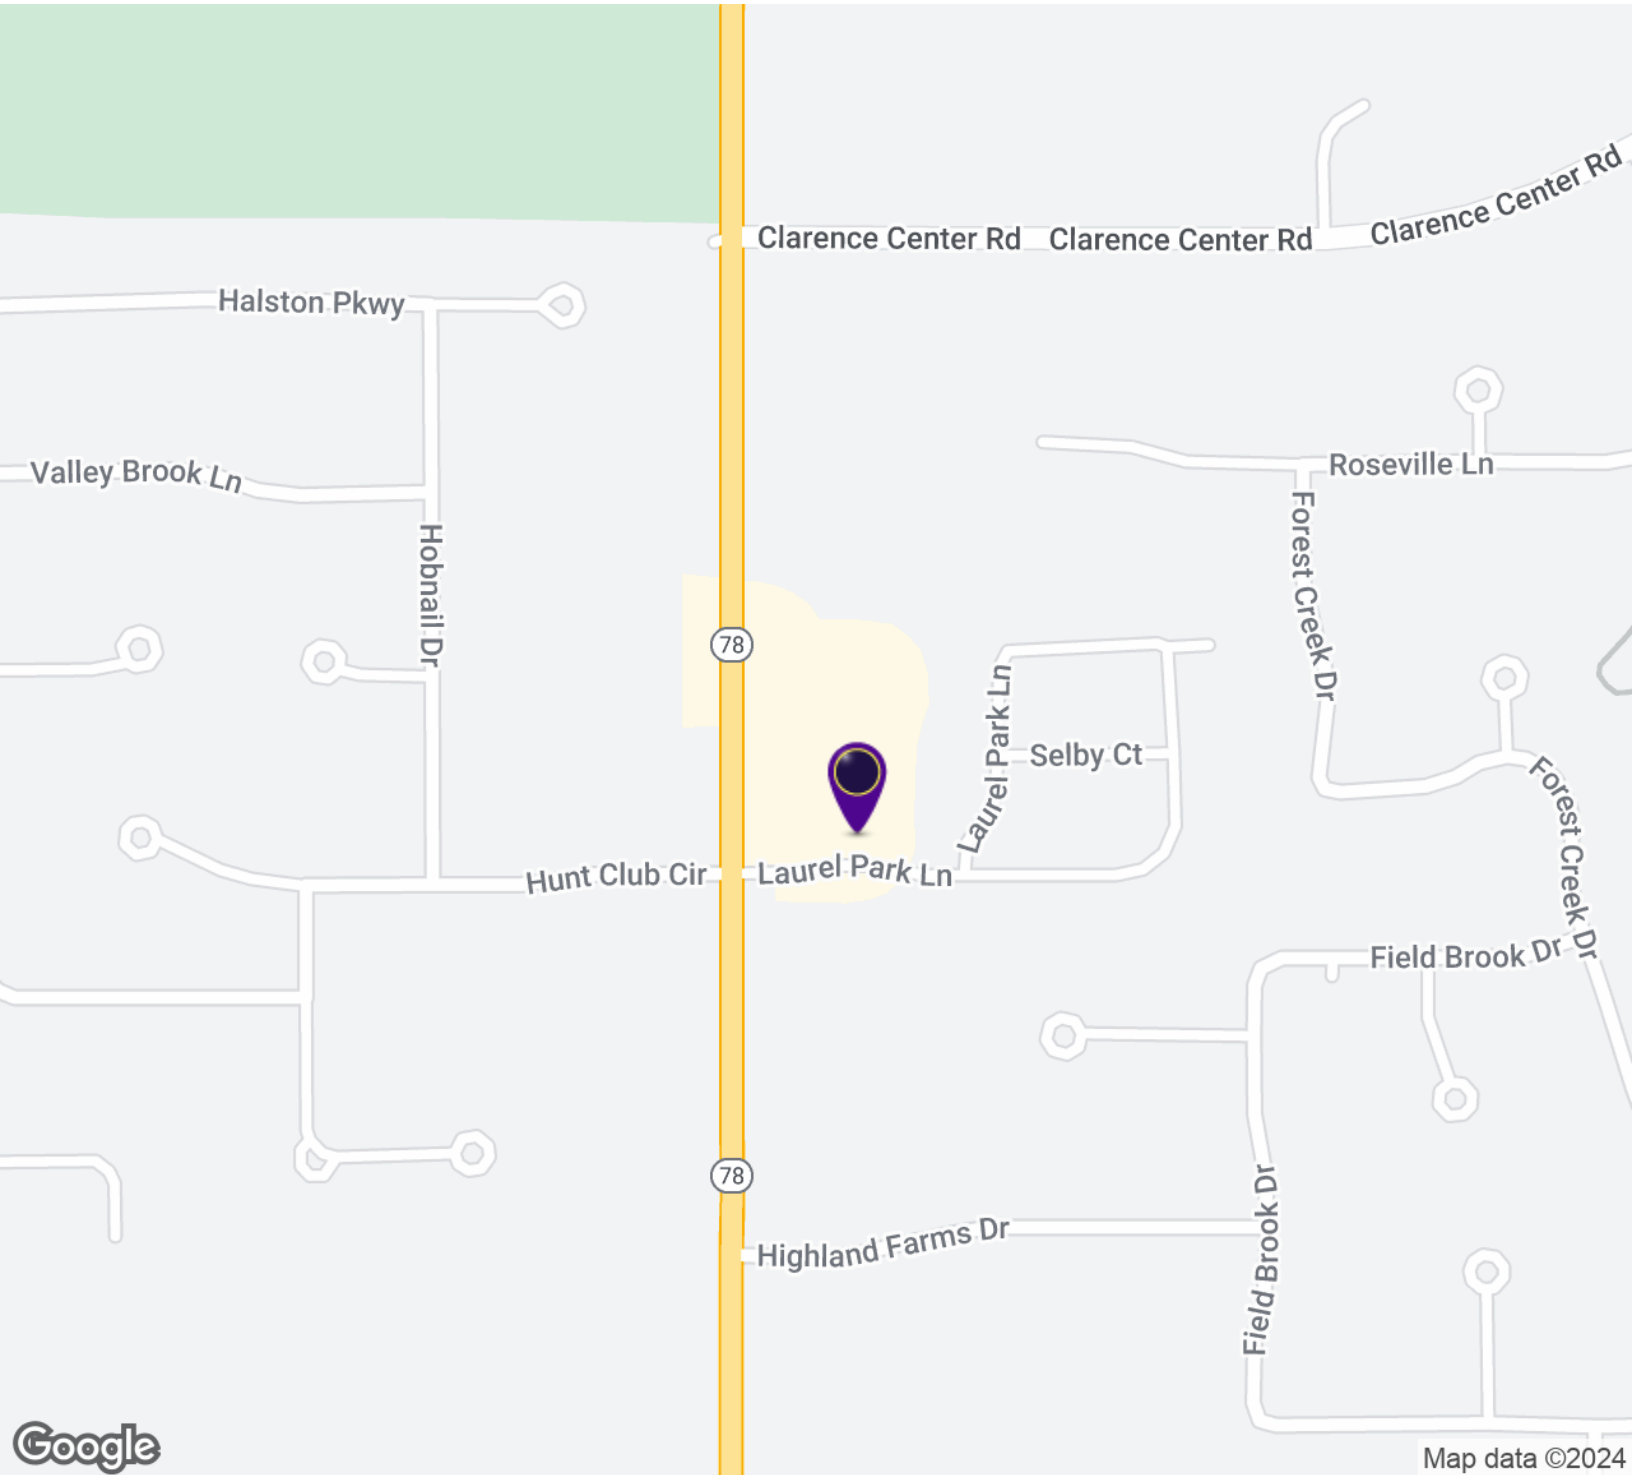 Clarence Center Rd
Clarence Center Rd
Clarence Center Rd
Halston Pkwy
Valley Brook Ln
Roseville Ln
Hobnail Dr
Forest Creek Dr
78
Laurel Park Ln
Selby Ct
Forest Creek Dr
Hunt Club Cir
Laurel Park Ln
Field Brook Dr
78
Highland Farms Dr
Field Brook Dr
Google
Map data ©2024